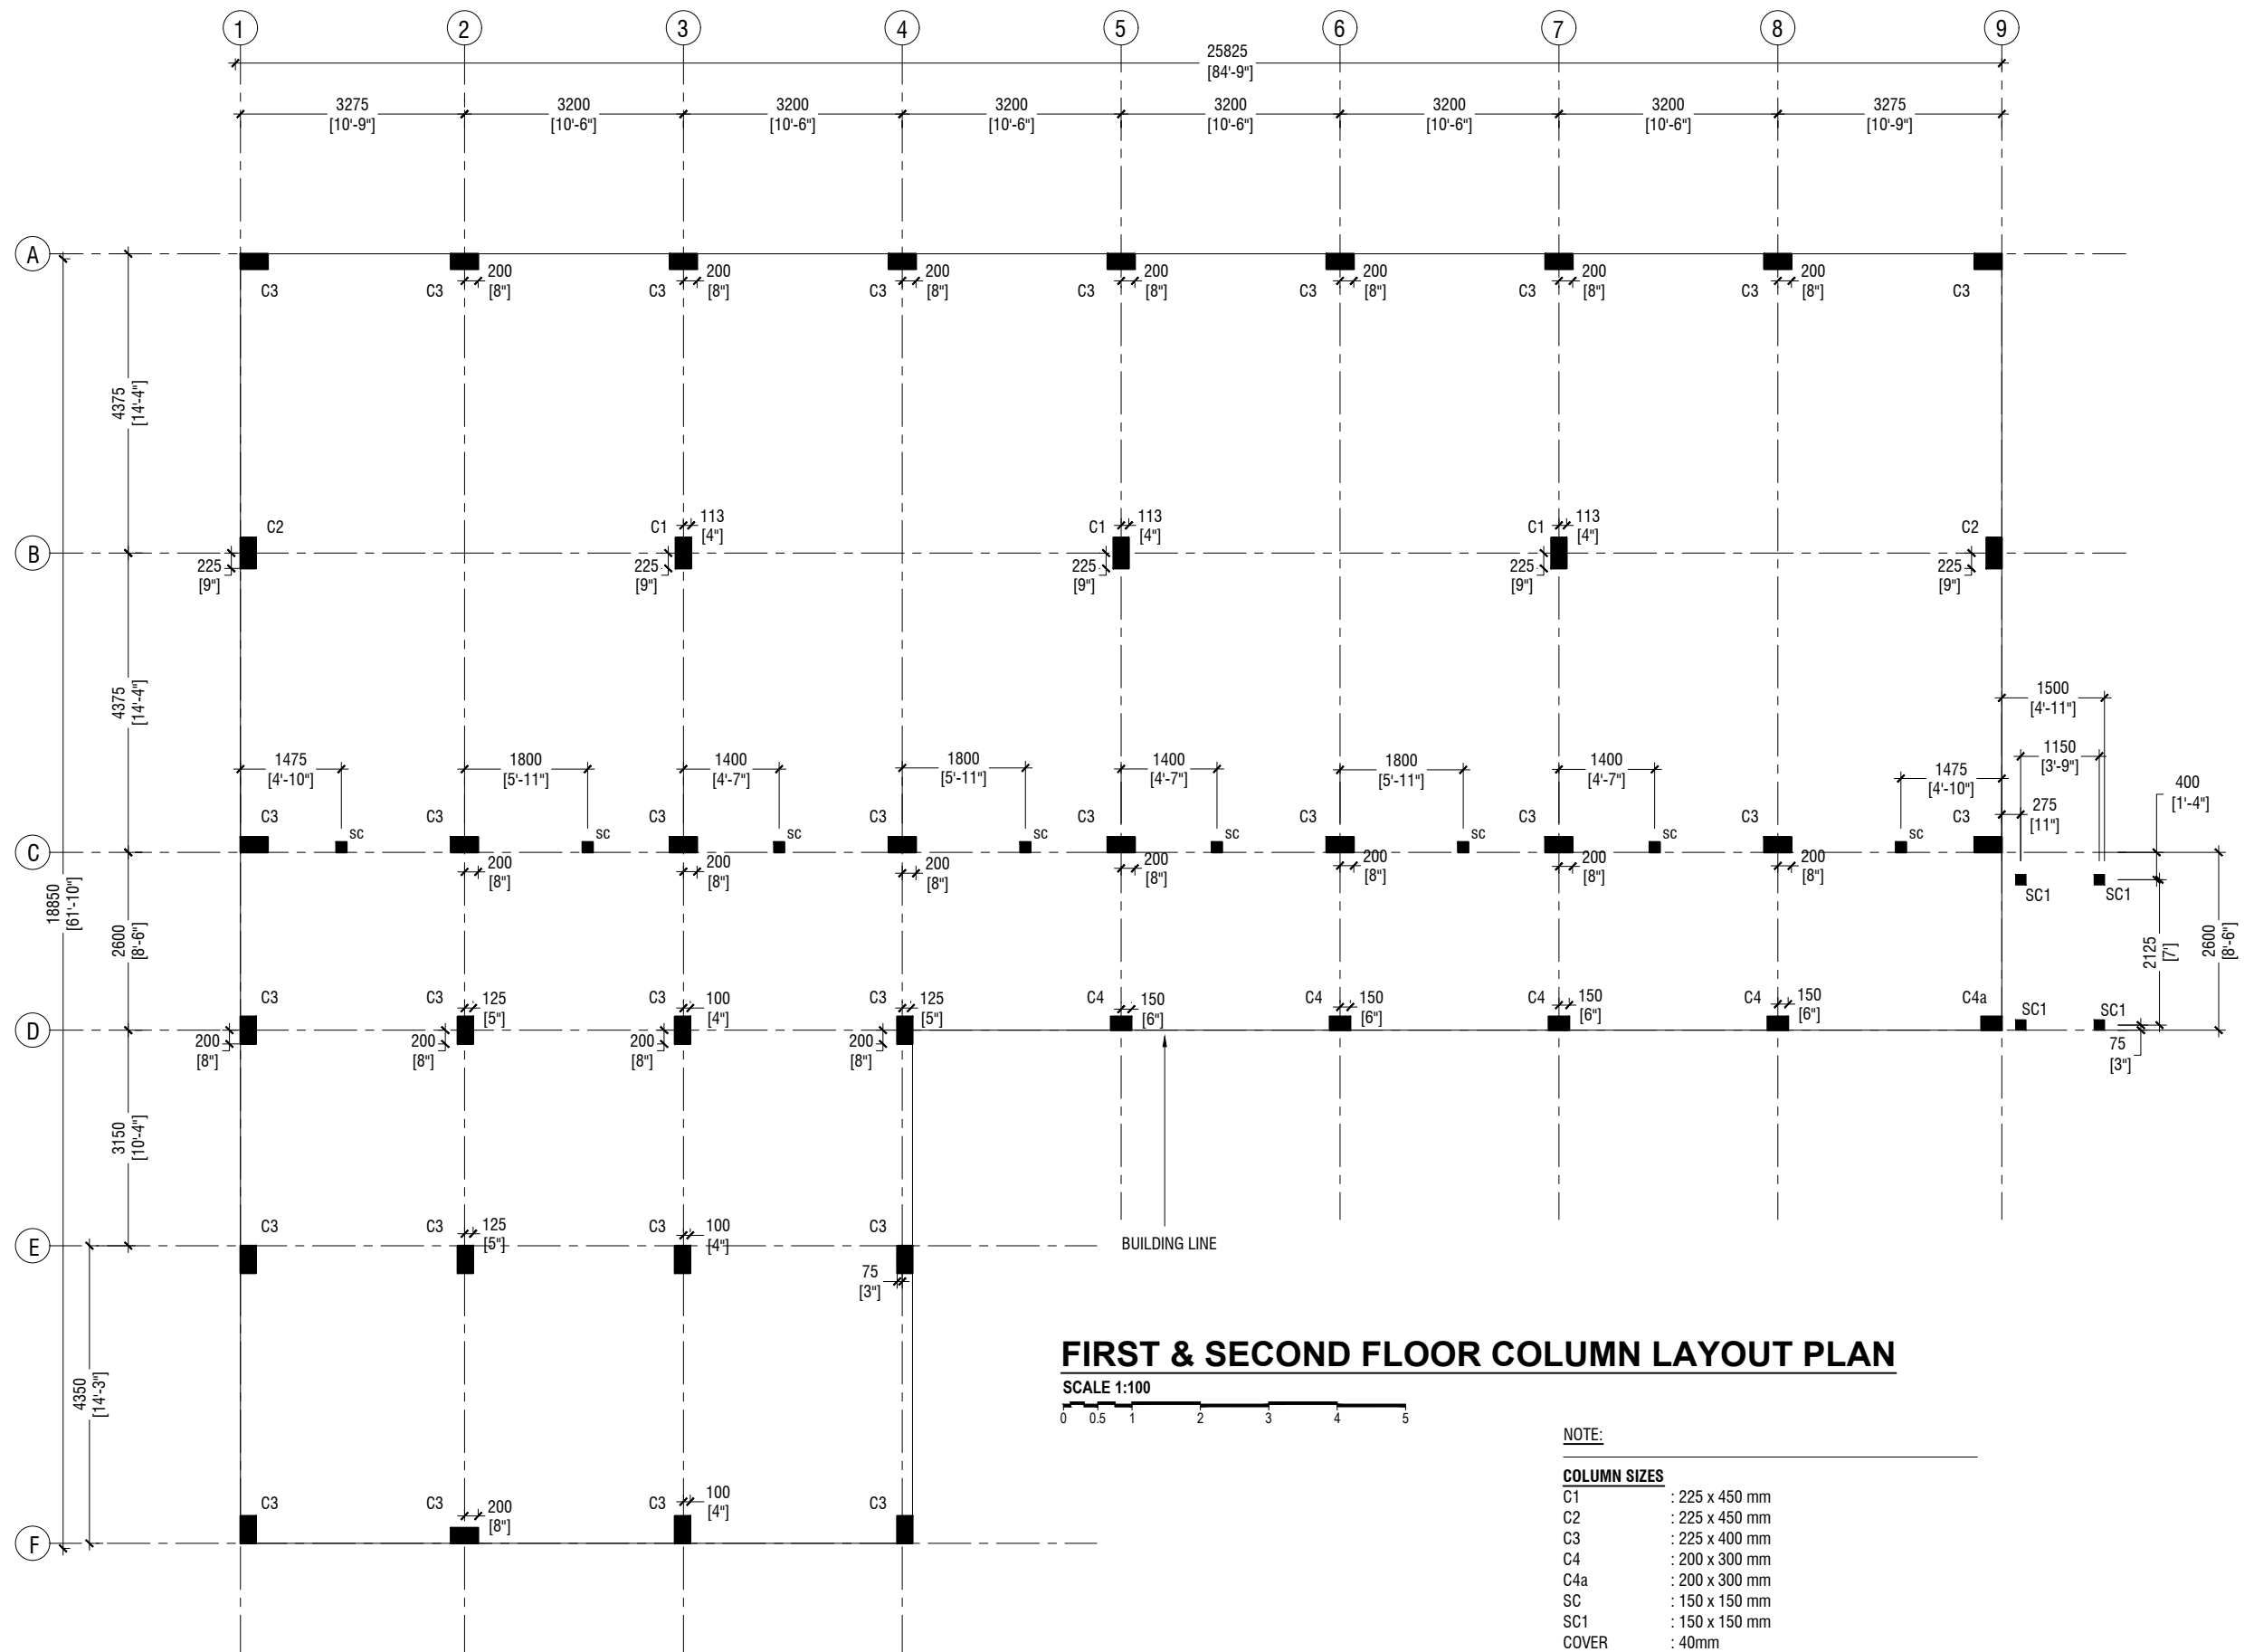 1 2 3 4 5 6 7 8 9
25825
[84'-9"]
3275 3200 3200 3200 3200 3200 3200 3275
[10'-9"] [10'-6"] [10'-6"] [10'-6"] [10'-6"] [10'-6"] [10'-6"] [10'-9"]
A
200 200 200 200 200 200 200
C3 C3 [8"] C3 [8"] C3 [8"] C3 [8"] C3 [8"] C3 [8"] C3 [8"] C3
4375
[14'-4"]
C2 C1 113 C1 113 C1 113 C2
[4"] [4"] [4"]
B
225 225 225 225 225
[9"] [9"] [9"] [9"] [9"]
4375
[14'-4"]
1500
[4'-11"]
1475 1800 1400 1800 1400 1800 1400 1475 1150
[4'-10"] [5'-11"] [4'-7"] [5'-11"] [4'-7"] [5'-11"] [4'-7"] [4'-10"] [3'-9"]
400
[1'-4"]
275
[11"]
C3 C3 C3 C3 C3 C3 C3 C3 C3
sc sc sc sc sc sc sc sc
C
200 200 200 200 200 200 200
[8"] [8"] [8"] [8"] [8"] [8"] [8"]
SC1 SC1
18850
[61'-10"]
2600
[8'-6"]
2125
[7']
2600
[8'-6"]
C3 C3 125 C3 100 C3 125 C4 150 C4 150 C4 150 C4 150 C4a SC1 SC1
[5"] [4"] [5"] [6"] [6"] [6"] [6"]
D
200 200 200 200 75
[8"] [8"] [8"] [8"] [3"]
3150
[10'-4"]
C3 C3 125 C3 100 C3
[5"] [4"]
E
BUILDING LINE
75
[3"]
4350
[14'-3"]
FIRST & SECOND FLOOR COLUMN LAYOUT PLAN
SCALE 1:100
0 0.5 1 2 3 4 5
C3 C3 200 C3 100 C3
[8"] [4"]
F
NOTE:
COLUMN SIZES
C1 : 225 x 450 mm
C2 : 225 x 450 mm
C3 : 225 x 400 mm
C4 : 200 x 300 mm
C4a : 200 x 300 mm
SC : 150 x 150 mm
SC1 : 150 x 150 mm
COVER : 40mm